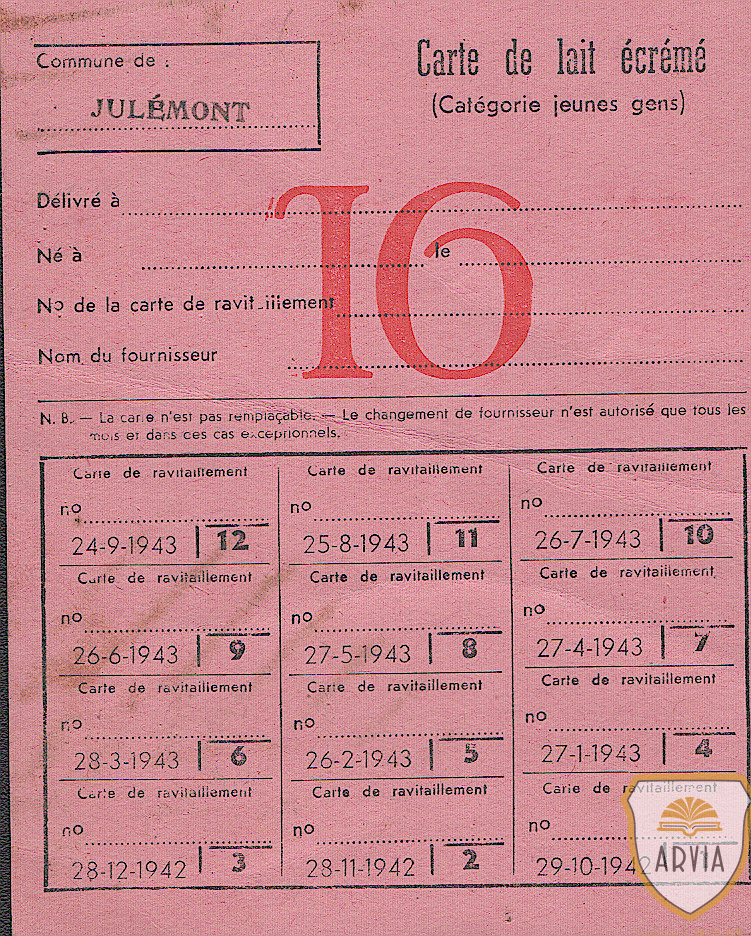 Commune de :
JULÉMONT
Carte de lait écrémé
(Catégorie jeunes gens)
16
Délivré à
Né à le
No de la carte de ravitaillement
Nom du fournisseur
N. B. — La carte n'est pas remplaçable. — Le changement de fournisseur n'est autorisé que tous les
mois et dans des cas exceptionnels.
Carte de ravitaillement Carte de ravitaillement Carte de ravitaillement
no no no
24-9-1943 12 25-8-1943 11 26-7-1943 10
Carte de ravitaillement Carte de ravitaillement Carte de ravitaillement
no no no
26-6-1943 9 27-5-1943 8 27-4-1943 7
Carte de ravitaillement Carte de ravitaillement Carte de ravitaillement
no no no
28-3-1943 6 26-2-1943 5 27-1-1943 4
Carte de ravitaillement Carte de ravitaillement Carte de ravitaillement
no no no
28-12-1942 3 28-11-1942 2 29-10-1942 1
ARVIA